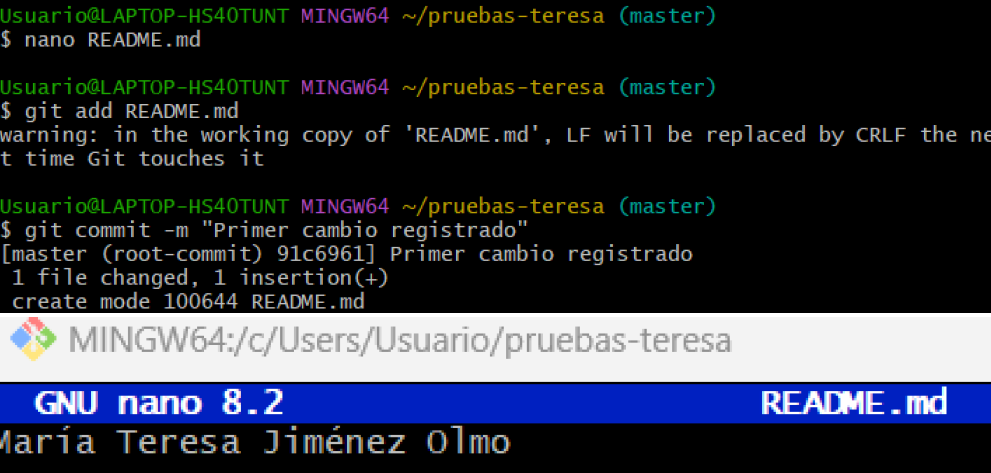 Usuario@LAPTOP-HS40TUNT MINGW64 ~/pruebas-teresa (master)
$ nano README.md
Usuario@LAPTOP-HS40TUNT MINGW64 ~/pruebas-teresa (master)
$ git add README.md
warning: in the working copy of 'README.md', LF will be replaced by CRLF the ne
t time Git touches it
Usuario@LAPTOP-HS40TUNT MINGW64 ~/pruebas-teresa (master)
$ git commit -m "Primer cambio registrado"
[master (root-commit) 91c6961] Primer cambio registrado
1 file changed, 1 insertion(+)
create mode 100644 README.md
MINGW64:/c/Users/Usuario/pruebas-teresa
GNU nano 8.2 README.md
María Teresa Jiménez Olmo